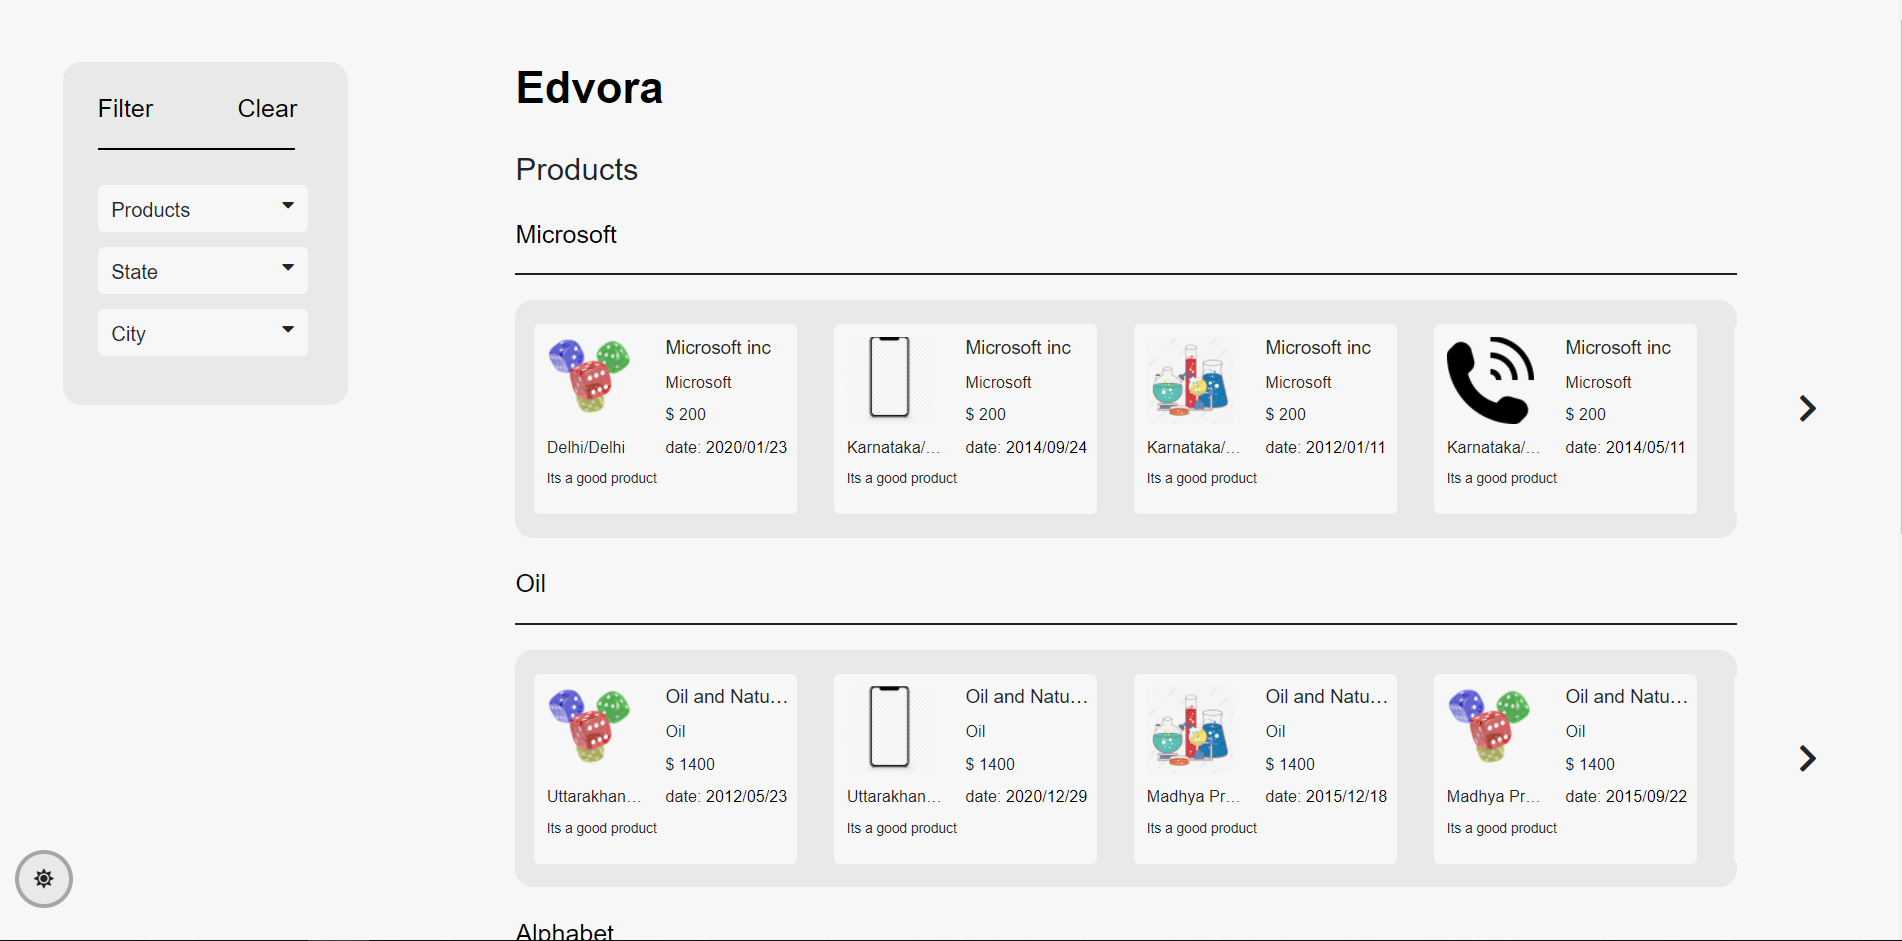 Filter Clear
Products
State
City
Edvora
Products
Microsoft
Microsoft inc
Microsoft
$ 200
Delhi/Delhi date: 2020/01/23
Its a good product
Microsoft inc
Microsoft
$ 200
Karnataka/... date: 2014/09/24
Its a good product
Microsoft inc
Microsoft
$ 200
Karnataka/... date: 2012/01/11
Its a good product
Microsoft inc
Microsoft
$ 200
Karnataka/... date: 2014/05/11
Its a good product
Oil
Oil and Natu...
Oil
$ 1400
Uttarakhan... date: 2012/05/23
Its a good product
Oil and Natu...
Oil
$ 1400
Uttarakhan... date: 2020/12/29
Its a good product
Oil and Natu...
Oil
$ 1400
Madhya Pr... date: 2015/12/18
Its a good product
Oil and Natu...
Oil
$ 1400
Madhya Pr... date: 2015/09/22
Its a good product
Alphabet